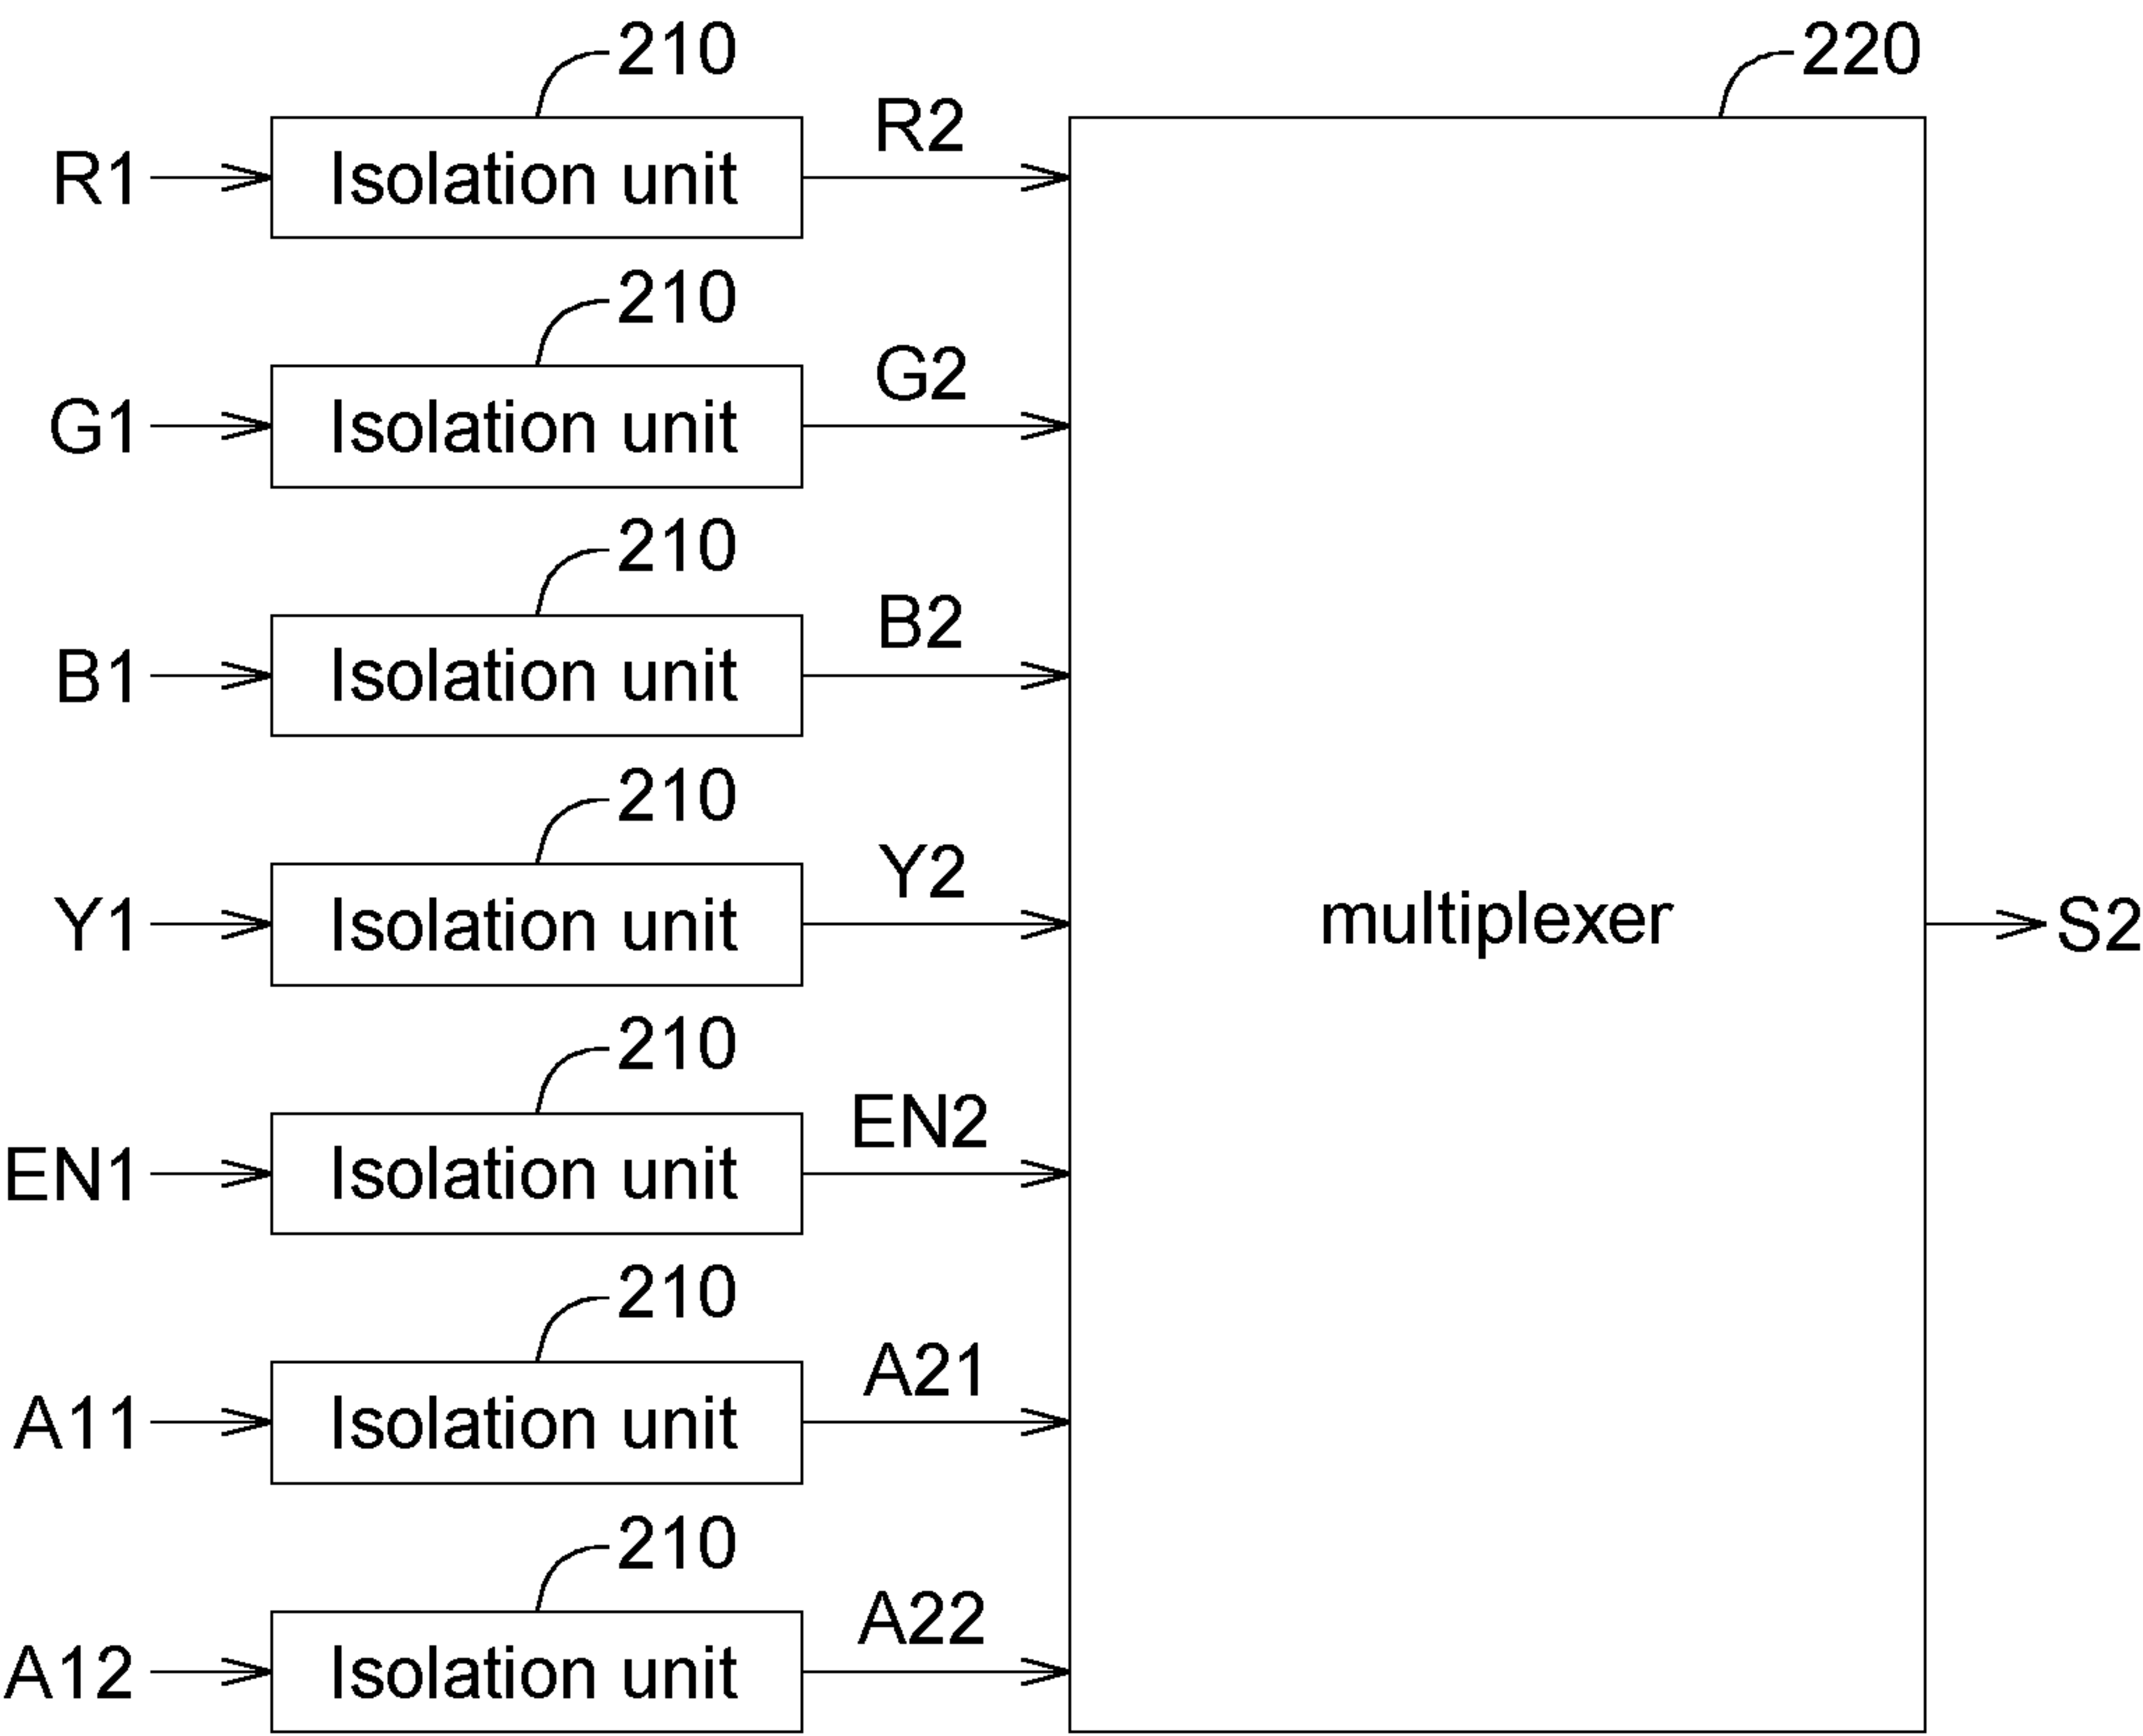 210
220
R2
R1
Isolation unit
210
G2
G1
Isolation unit
210
B2
B1
Isolation unit
210
Y2
Y1
Isolation unit
multiplexer
S2
210
EN2
EN1
Isolation unit
210
A21
A11
Isolation unit
210
A22
A12
Isolation unit